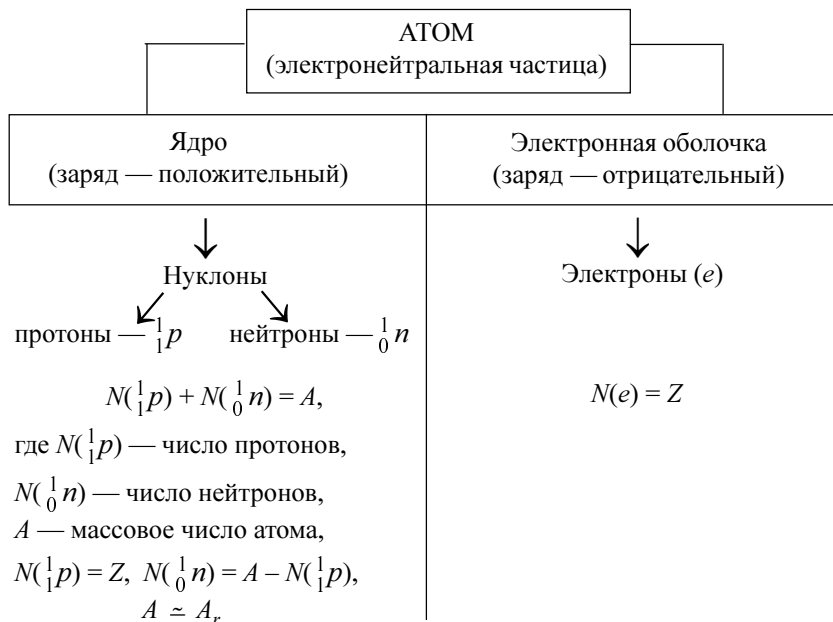 АТОМ
(электронейтральная частица)
Ядро
(заряд — положительный)
Электронная оболочка
(заряд — отрицательный)
Нуклоны
протоны — ¹₁p нейтроны — ¹₀n
N(¹₁p) + N(¹₀n) = A,
где N(¹₁p) — число протонов,
N(¹₀n) — число нейтронов,
A — массовое число атома,
N(¹₁p) = Z, N(¹₀n) = A – N(¹₁p),
A ≃ Aᵣ
Электроны (e)
N(e) = Z